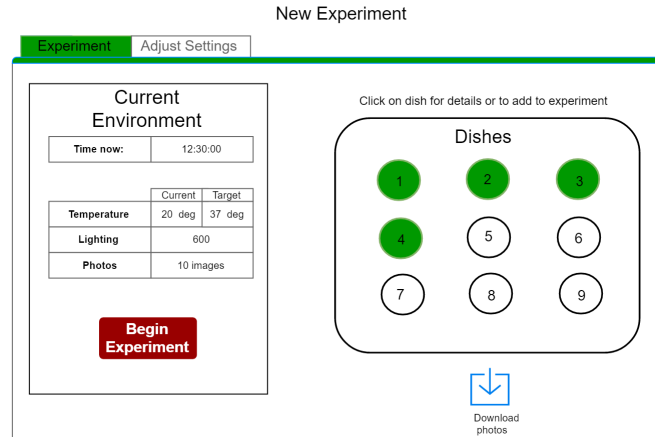 New Experiment
Experiment
Adjust Settings
Current
Environment
Time now: 12:30:00
Current Target
Temperature 20 deg 37 deg
Lighting 600
Photos 10 images
Begin
Experiment
Click on dish for details or to add to experiment
Dishes
1 2 3
4 5 6
7 8 9
Download
photos